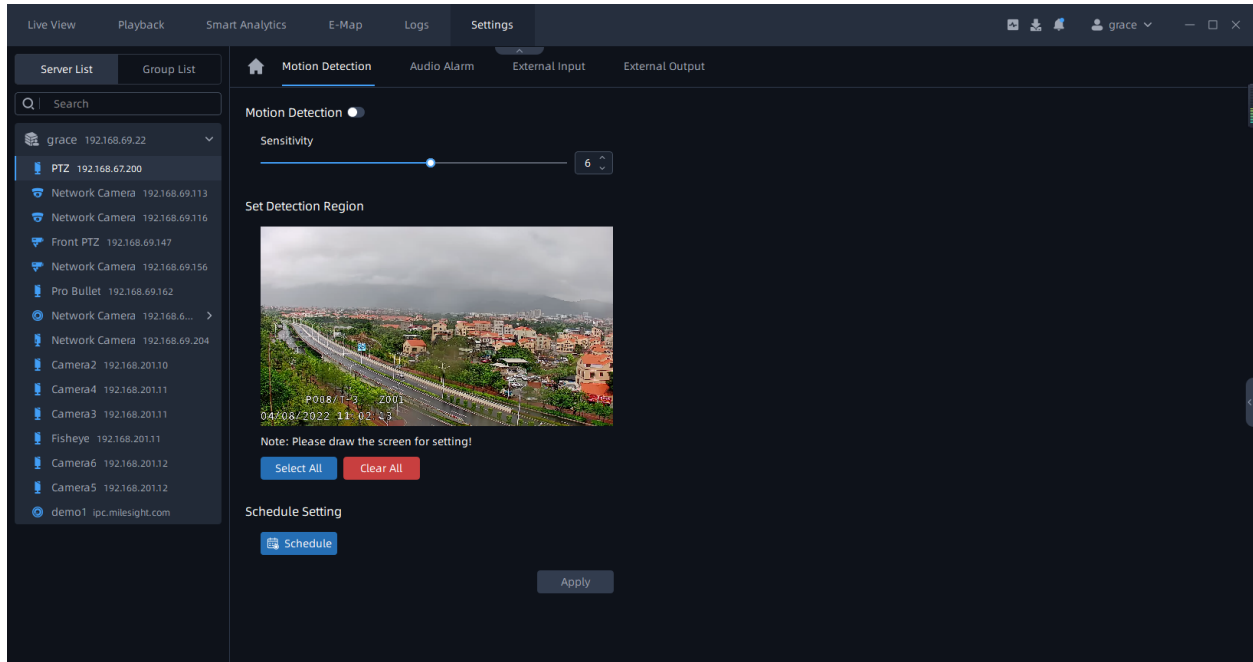 Live View Playback Smart Analytics E-Map Logs Settings grace
Server List Group List
Motion Detection Audio Alarm External Input External Output
Search
grace 192.168.69.22
PTZ 192.168.67.200
Network Camera 192.168.69.113
Network Camera 192.168.69.116
Front PTZ 192.168.69.147
Network Camera 192.168.69.156
Pro Bullet 192.168.69.162
Network Camera 192.168.6...
Network Camera 192.168.69.204
Camera2 192.168.201.10
Camera4 192.168.201.11
Camera3 192.168.201.11
Fisheye 192.168.201.11
Camera6 192.168.201.12
Camera5 192.168.201.12
demo1 ipc.milesight.com
Motion Detection
Sensitivity
6
Set Detection Region
P008/T-3 Z001
04/08/2022 11:02:13
Note: Please draw the screen for setting!
Select All Clear All
Schedule Setting
Schedule
Apply